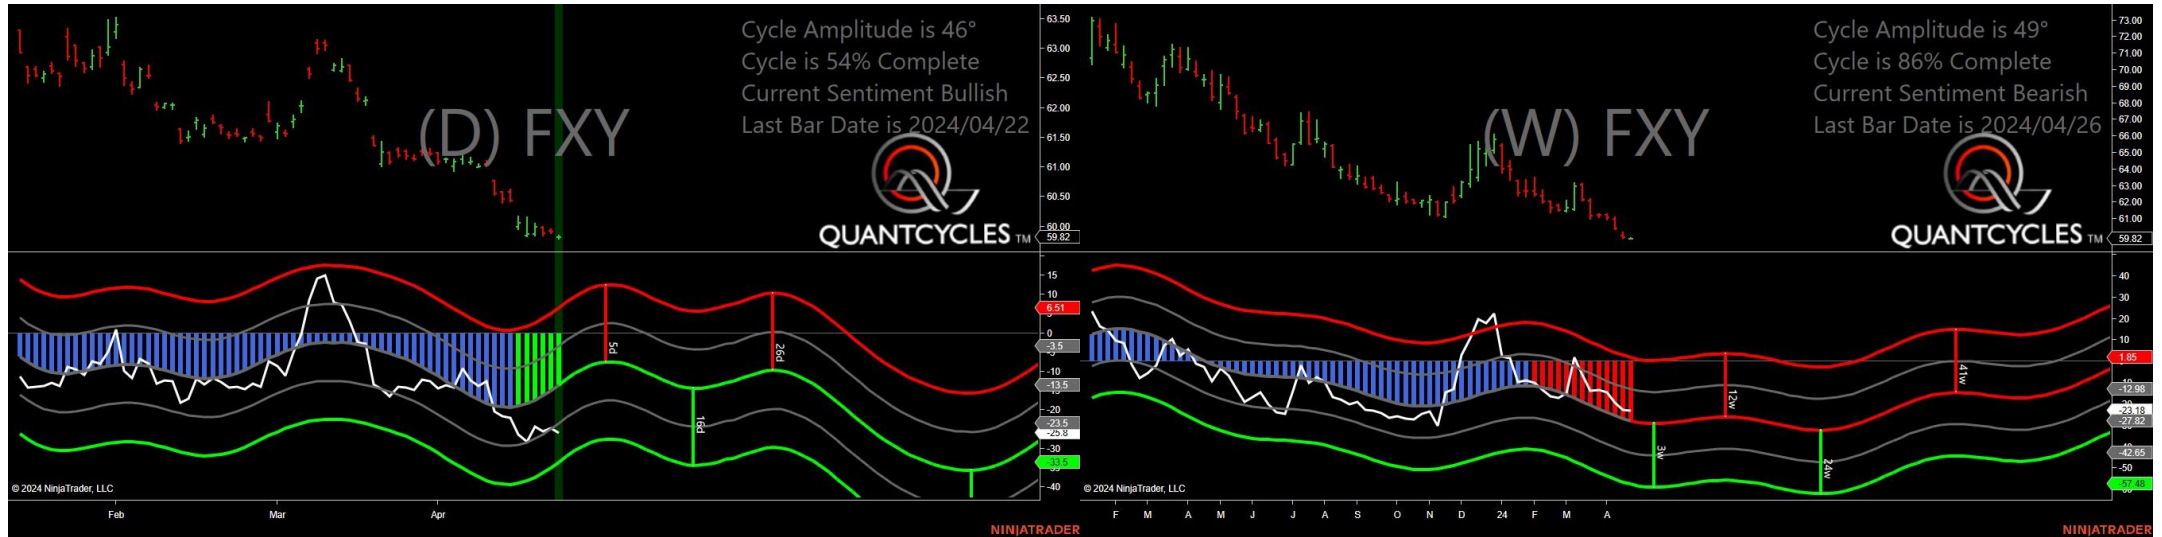 Cycle Amplitude is 46°
Cycle is 54% Complete
Current Sentiment Bullish
Last Bar Date is 2024/04/22
(D) FXY
QUANTCYCLES TM
63.50
63.00
62.50
62.00
61.50
61.00
60.50
60.00
59.82
15
10
6.51
0
-3.5
-5
-10
-13.5
-20
-23.5
-25.8
-30
-33.5
-40
5d
16d
26d
© 2024 NinjaTrader, LLC
Feb Mar Apr
NINJATRADER
Cycle Amplitude is 49°
Cycle is 86% Complete
Current Sentiment Bearish
Last Bar Date is 2024/04/26
(W) FXY
QUANTCYCLES TM
73.00
72.00
71.00
70.00
69.00
68.00
67.00
66.00
65.00
64.00
63.00
62.00
61.00
59.82
40
30
20
10
1.85
-12.98
-23.18
-27.82
-42.65
-50
-57.48
3w
12w
24w
41w
© 2024 NinjaTrader, LLC
F M A M J J A S O N D 24 F M A
NINJATRADER